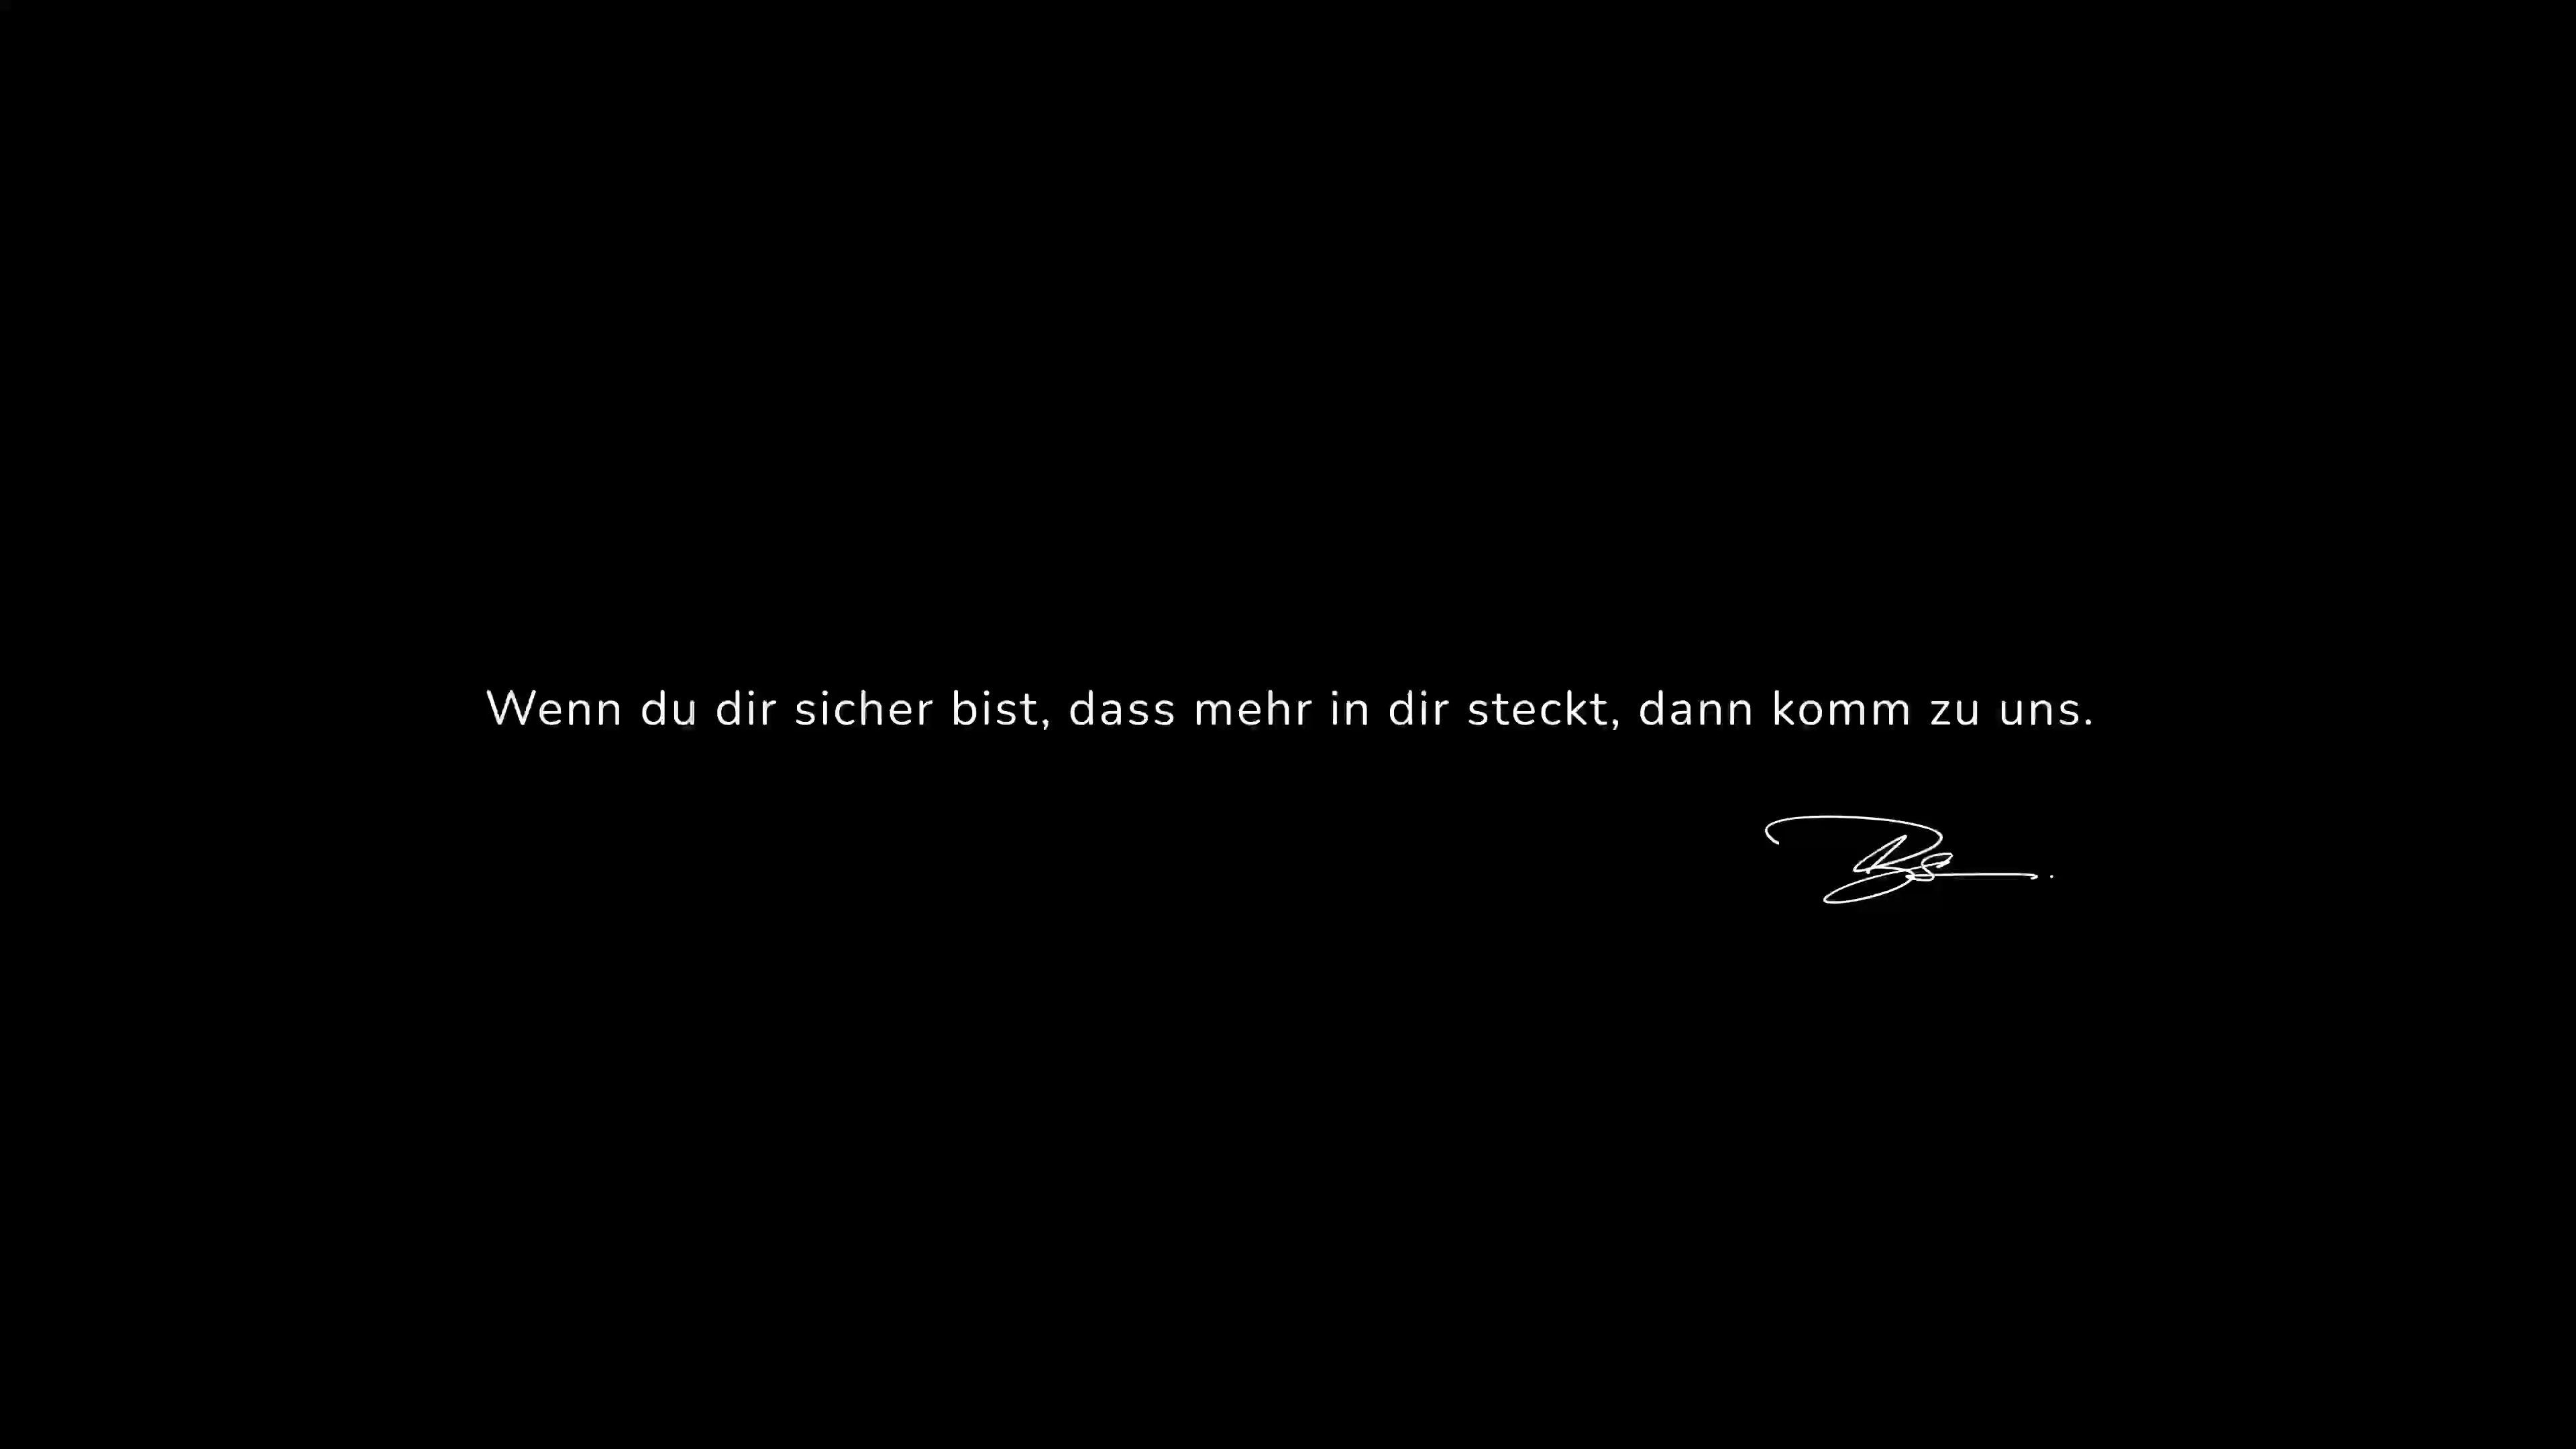 Wenn du dir sicher bist, dass mehr in dir steckt, dann komm zu uns.